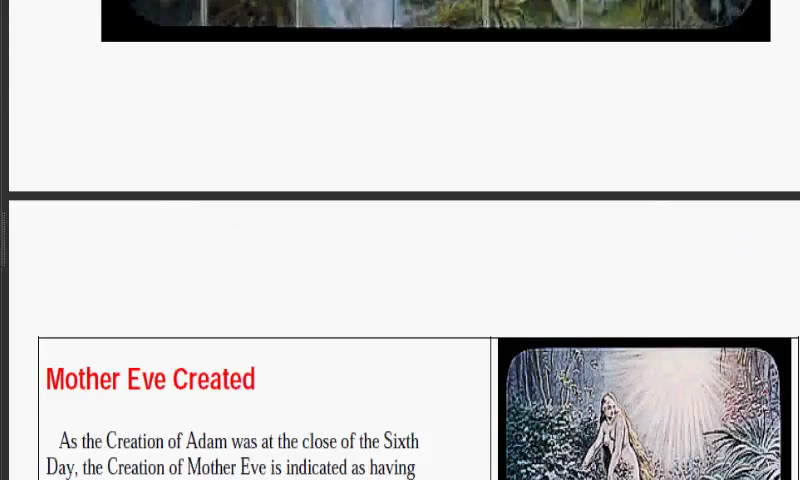 Mother Eve Created
As the Creation of Adam was at the close of the Sixth
Day, the Creation of Mother Eve is indicated as having